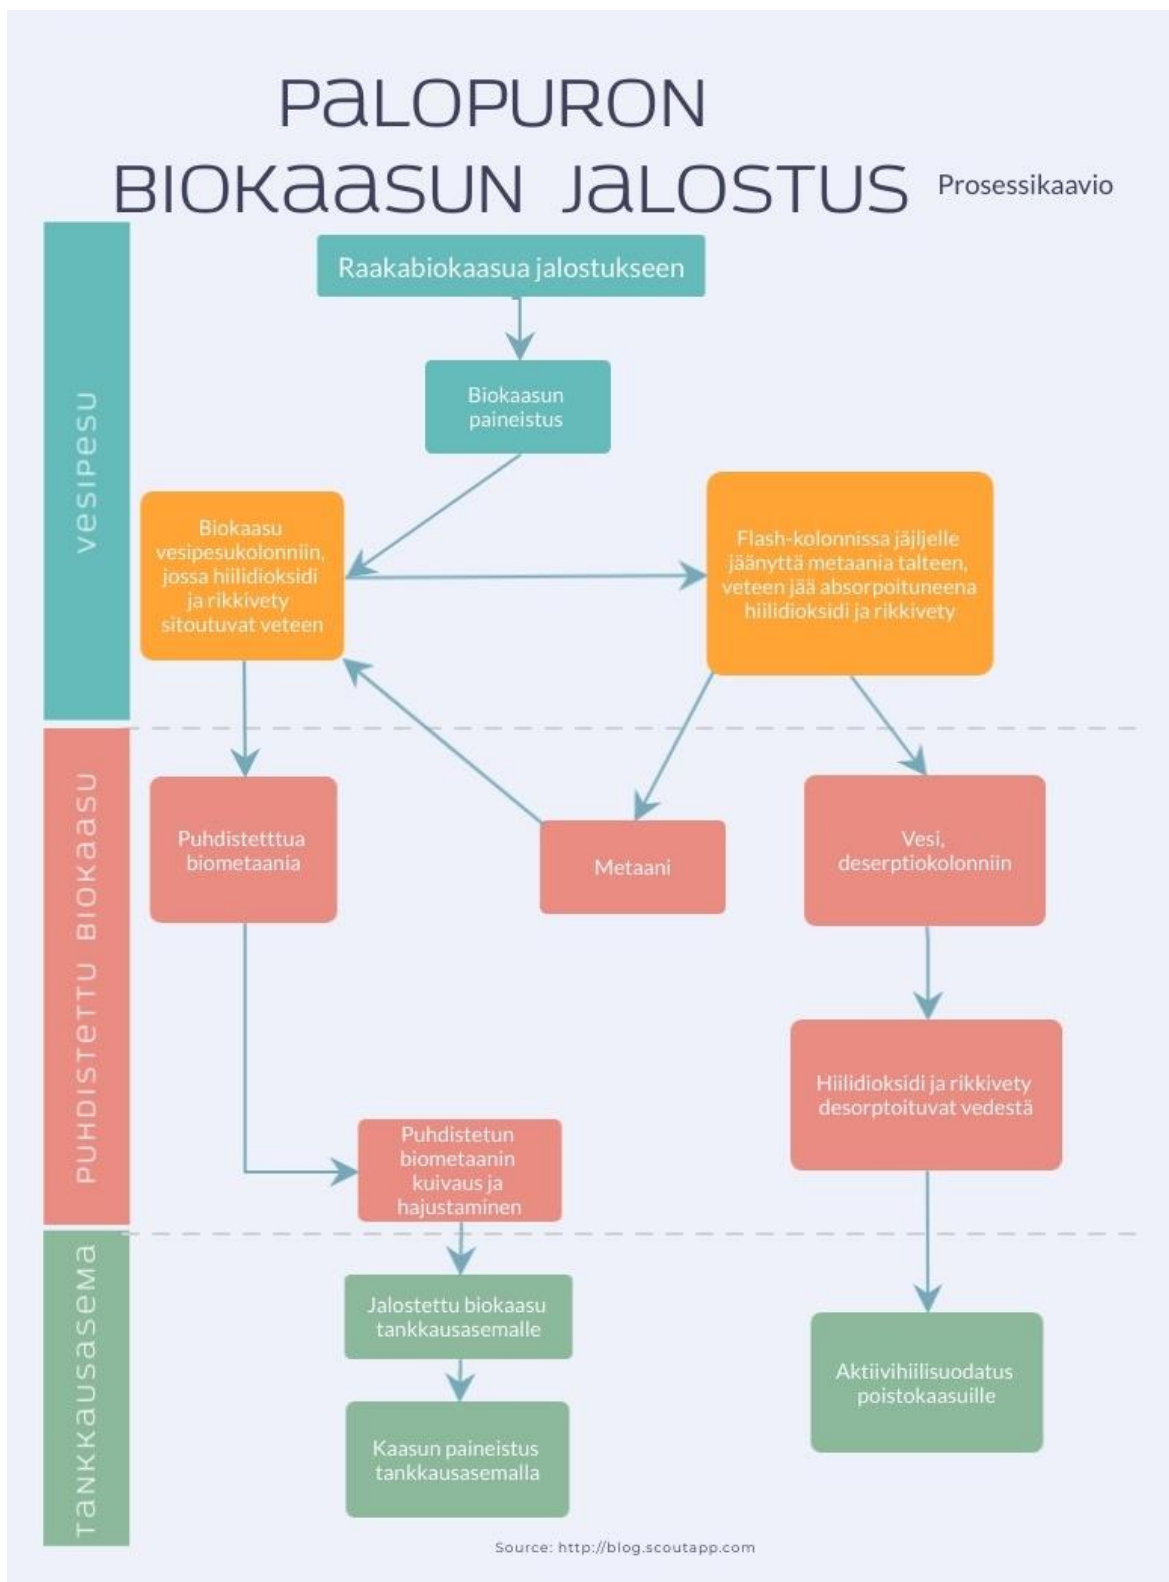 PaLOPURON
BIOKaaSUN JaLOSTUS
Prosessikaavio
VesIPesU
Raakabiokaasua jalostukseen
Biokaasun
paineistus
Biokaasu
vesipesukolonniin,
jossa hiilidioksidi
ja rikkivety
sitoutuvat veteen
Flash-kolonnissa jäjljelle
jäänyttä metaania talteen,
veteen jää absorpoituneena
hiilidioksidi ja rikkivety
PUHDISTeTTU BIOKaasU
Puhdistetttua
biometaania
Metaani
Vesi,
deserptiokolonniin
Hiilidioksidi ja rikkivety
desorptoituvat vedestä
Puhdistetun
biometaanin
kuivaus ja
hajustaminen
TaNKKaUsasemа
Jalostettu biokaasu
tankkausasemalle
Aktiivihiilisuodatus
poistokaasuille
Kaasun paineistus
tankkausasemalla
Source: http://blog.scoutapp.com